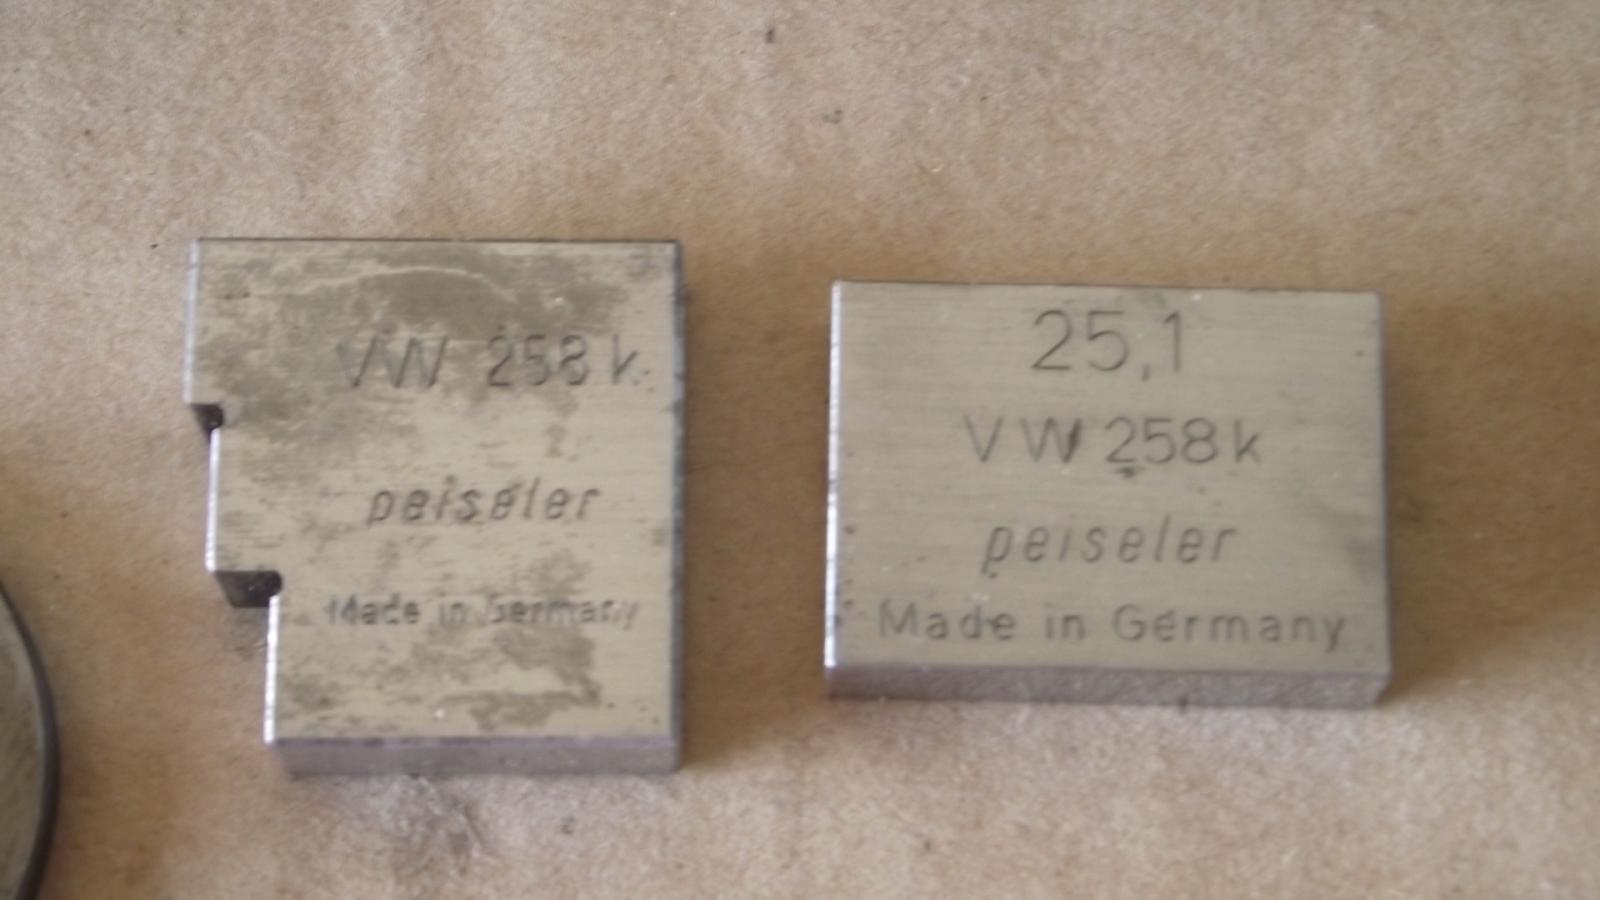 VW 258 k
peiseler
Made in Germany
25,1
VW 258 k
peiseler
Made in Germany